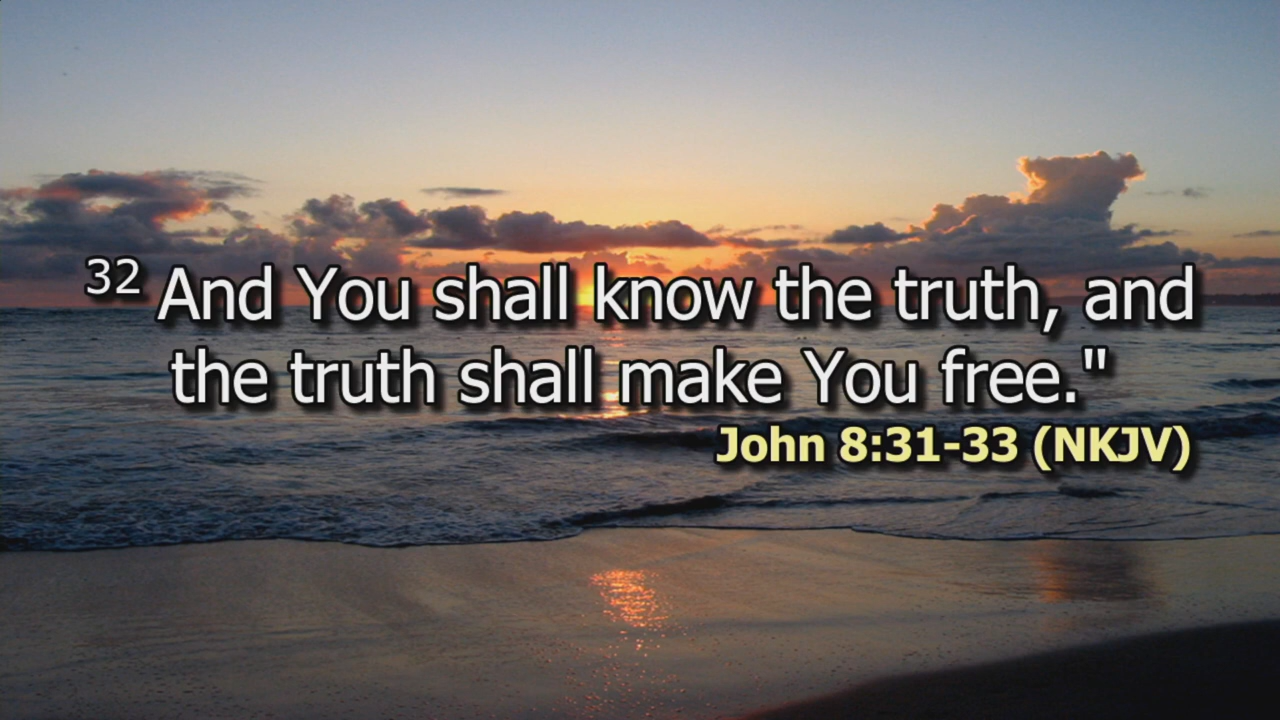 32 And You shall know the truth, and
the truth shall make You free."
John 8:31-33 (NKJV)